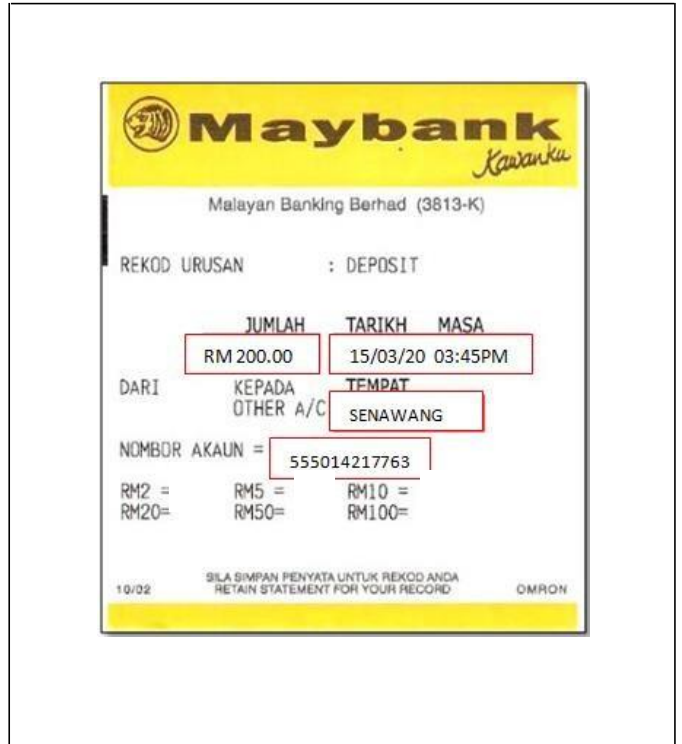 Maybank
Kawanku
Malayan Banking Berhad (3813-K)
REKOD URUSAN : DEPOSIT
JUMLAH TARIKH MASA
RM 200.00 15/03/20 03:45PM
DARI KEPADA TEMPAT
OTHER A/C SENAWANG
NOMBOR AKAUN = 555014217763
RM2 = RM5 = RM10 =
RM20= RM50= RM100=
SILA SIMPAN PENYATA UNTUK REKOD ANDA
10/02 RETAIN STATEMENT FOR YOUR RECORD OMRON